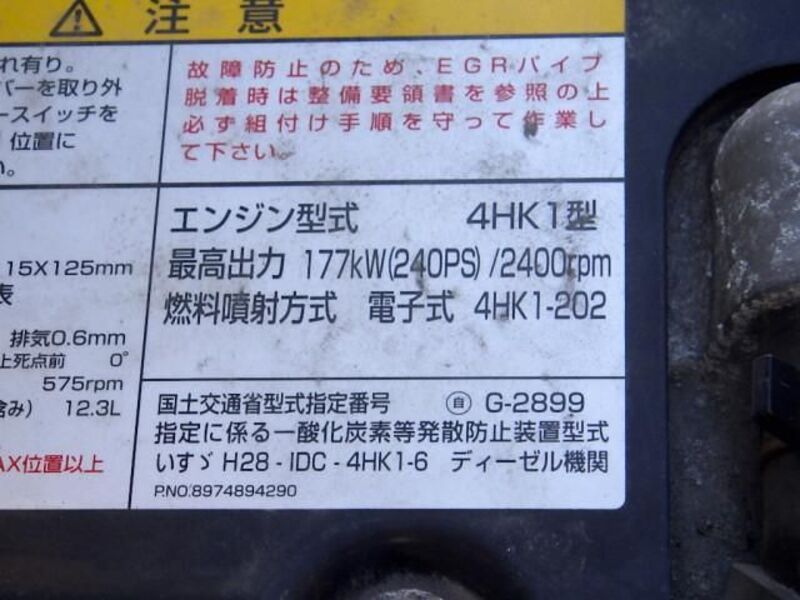 ⚠ 注意
れ有り。
バーを取り外
ースイッチを
位置に
い。
故障防止のため、EGRパイプ
脱着時は整備要領書を参照の上
必ず組付け手順を守って作業し
て下さい。
15X125mm
表
排気0.6mm
上死点前 0°
575rpm
含み) 12.3L
AX位置以上
エンジン型式 4HK1型
最高出力 177kW(240PS)/2400rpm
燃料噴射方式 電子式 4HK1-202
国土交通省型式指定番号 ㊀ G-2899
指定に係る一酸化炭素等発散防止装置型式
いすゞ H28-IDC-4HK1-6 ディーゼル機関
P.NO.8974894290